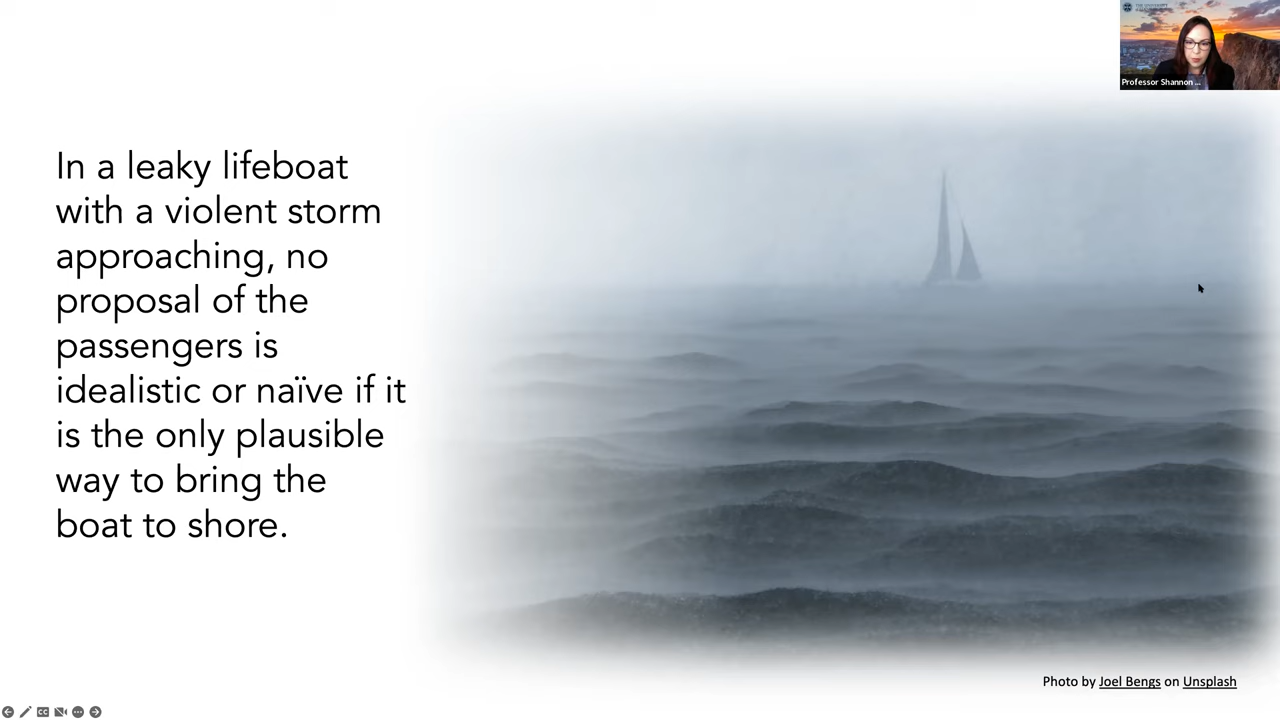 Professor Shannon ...
In a leaky lifeboat
with a violent storm
approaching, no
proposal of the
passengers is
idealistic or naïve if it
is the only plausible
way to bring the
boat to shore.
Photo by Joel Bengs on Unsplash
CC